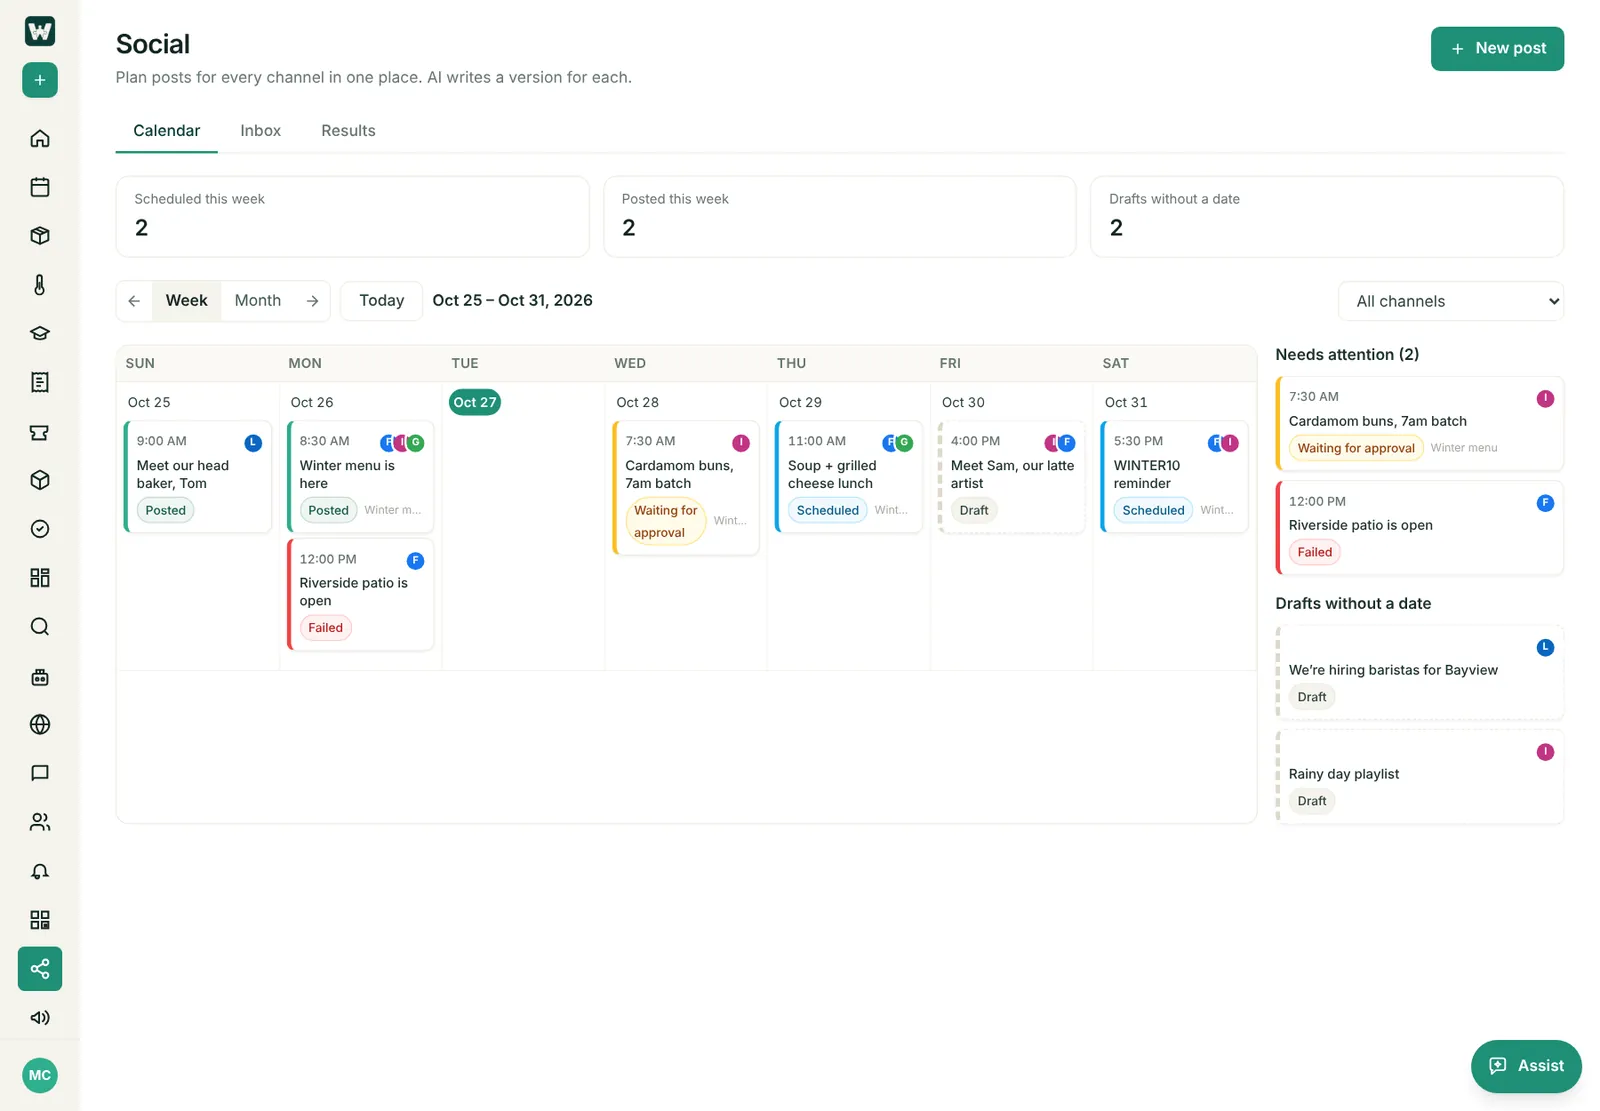 W
Social
Plan posts for every channel in one place. AI writes a version for each.
+ New post
Calendar
Inbox
Results
Scheduled this week
2
Posted this week
2
Drafts without a date
2
← Week Month →
Today
Oct 25 – Oct 31, 2026
All channels
SUN MON TUE WED THU FRI SAT
Oct 25
9:00 AM L
Meet our head
baker, Tom
Posted
Oct 26
8:30 AM F I G
Winter menu is
here
Posted Winter m...
12:00 PM F
Riverside patio is
open
Failed
Oct 27
Oct 28
7:30 AM I
Cardamom buns,
7am batch
Waiting for
approval Wint...
Oct 29
11:00 AM F G
Soup + grilled
cheese lunch
Scheduled Wint...
Oct 30
4:00 PM I F
Meet Sam, our latte
artist
Draft
Oct 31
5:30 PM F I
WINTER10
reminder
Scheduled Wint...
Needs attention (2)
7:30 AM I
Cardamom buns, 7am batch
Waiting for approval Winter menu
12:00 PM F
Riverside patio is open
Failed
Drafts without a date
L
We’re hiring baristas for Bayview
Draft
I
Rainy day playlist
Draft
MC
Assist